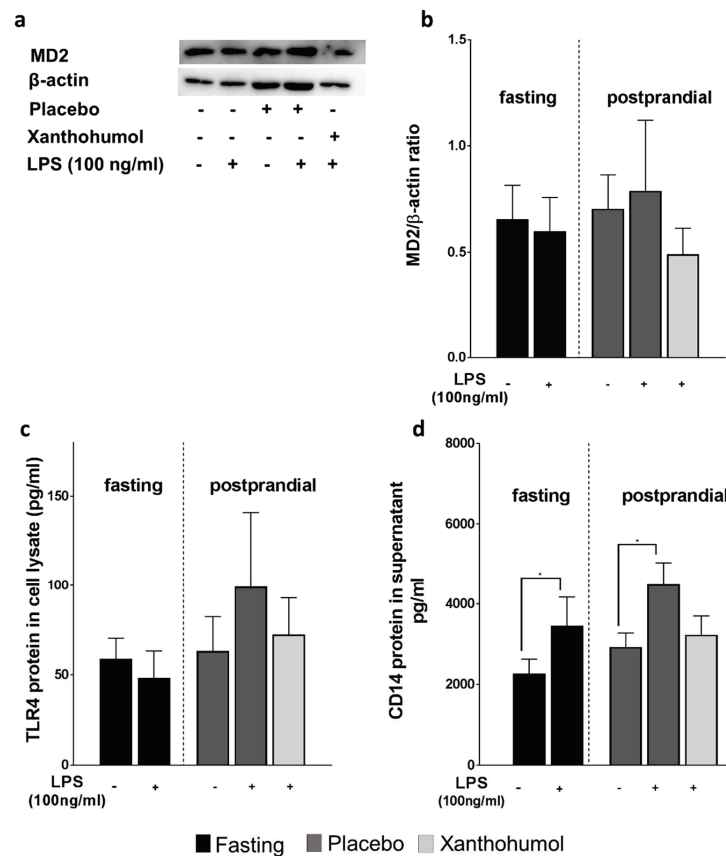 a
MD2
β-actin
Placebo - - + + -
Xanthohumol - - - - +
LPS (100 ng/ml) - + - + +
b
MD2/β-actin ratio
1.5
1.0
0.5
0.0
fasting
postprandial
LPS
(100ng/ml)
- + - + +
c
TLR4 protein in cell lysate (pg/ml)
150
100
50
0
fasting
postprandial
LPS
(100ng/ml)
- + - + +
d
CD14 protein in supernatant
pg/ml
8000
6000
4000
2000
0
fasting
postprandial
*
*
LPS
(100ng/ml)
- + - + +
Fasting Placebo Xanthohumol